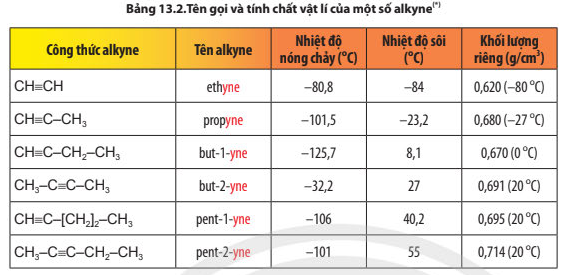 Bảng 13.2.Tên gọi và tính chất vật lí của một số alkyne(*)
Công thức alkyne Tên alkyne Nhiệt độ nóng chảy (°C) Nhiệt độ sôi (°C) Khối lượng riêng (g/cm³)
CH≡CH ethyne –80,8 –84 0,620 (–80 °C)
CH≡C–CH₃ propyne –101,5 –23,2 0,680 (–27 °C)
CH≡C–CH₂–CH₃ but-1-yne –125,7 8,1 0,670 (0 °C)
CH₃–C≡C–CH₃ but-2-yne –32,2 27 0,691 (20 °C)
CH≡C–[CH₂]₂–CH₃ pent-1-yne –106 40,2 0,695 (20 °C)
CH₃–C≡C–CH₂–CH₃ pent-2-yne –101 55 0,714 (20 °C)